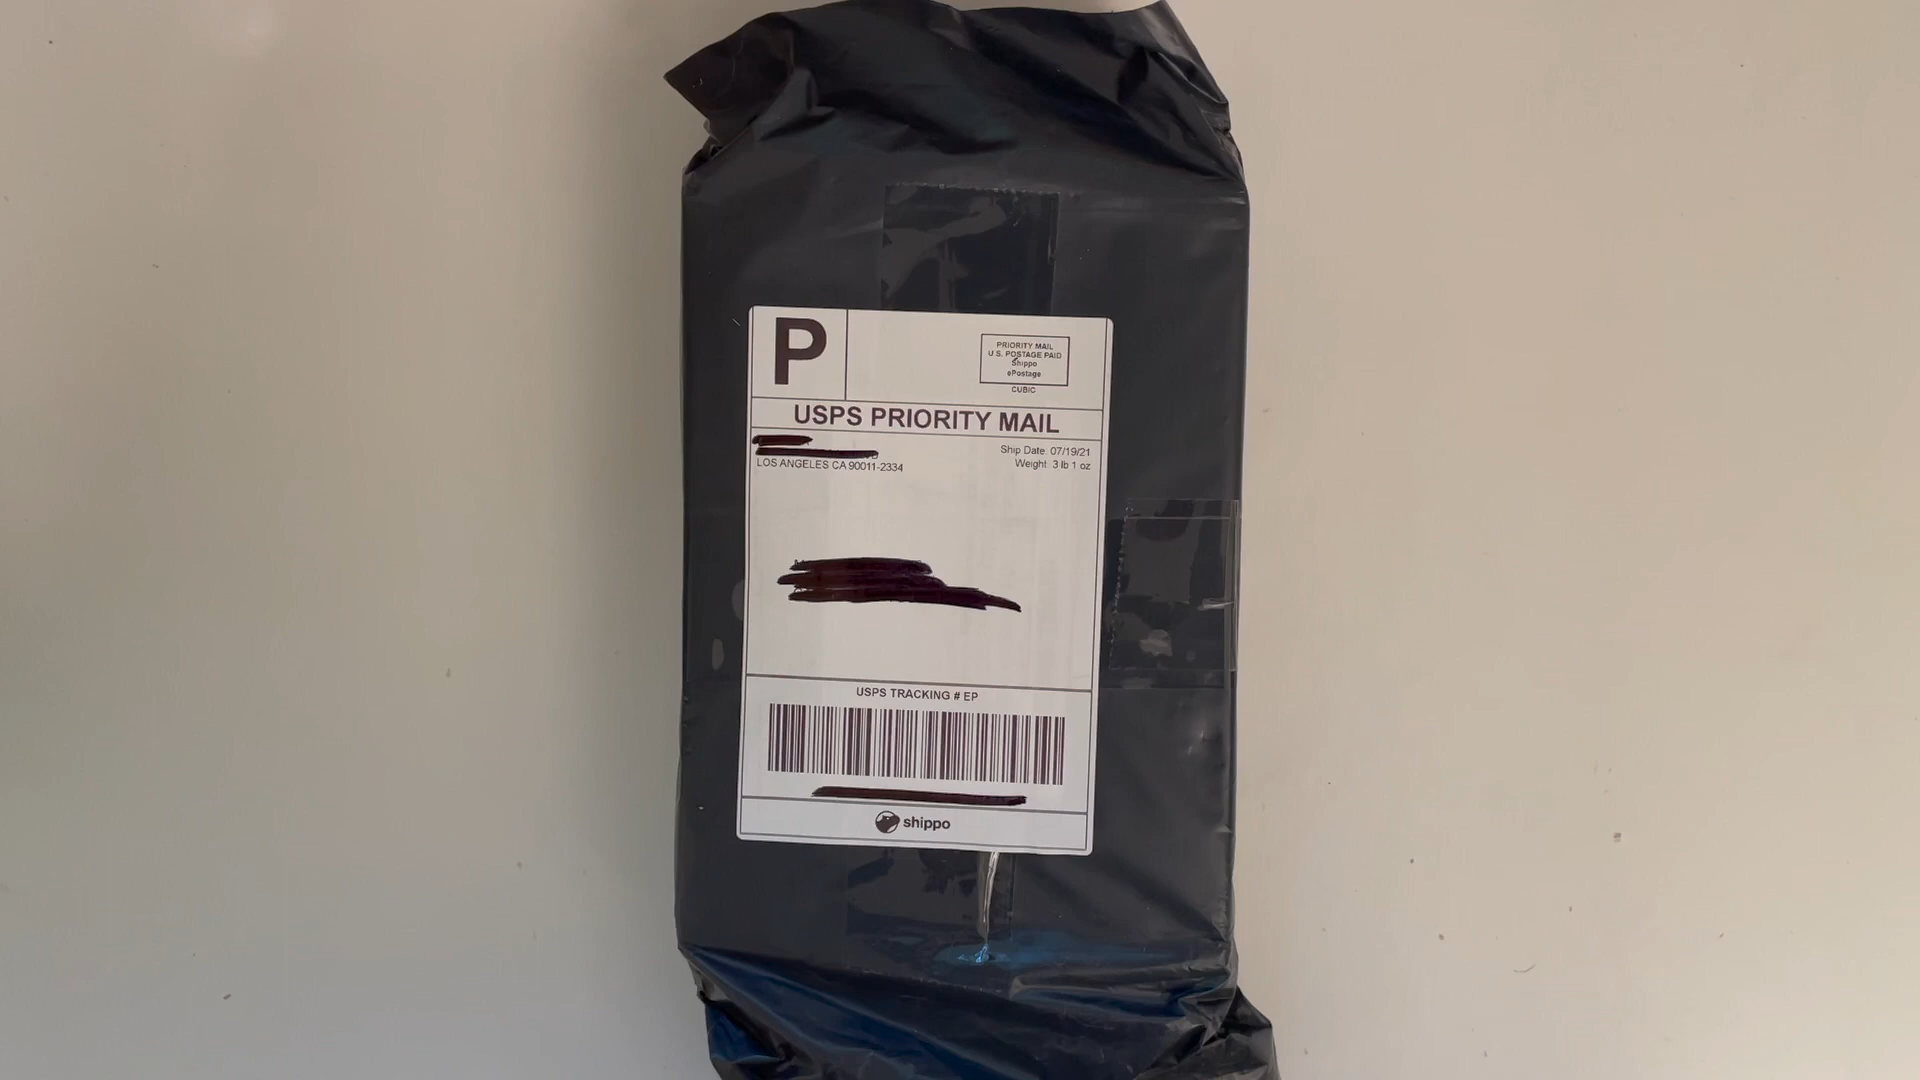 P
PRIORITY MAIL
U.S. POSTAGE PAID
Shippo
ePostage
CUBIC
USPS PRIORITY MAIL
Ship Date: 07/19/21
LOS ANGELES CA 90011-2334
Weight: 3 lb 1 oz
USPS TRACKING # EP
shippo